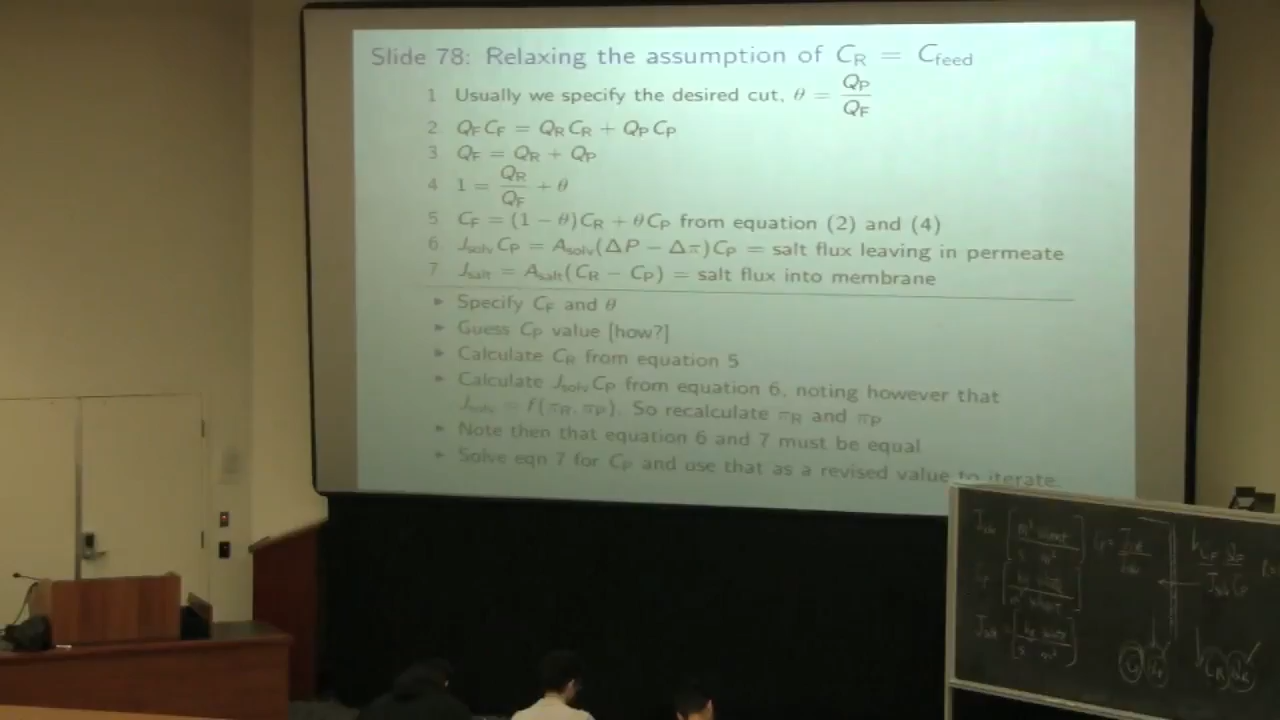 Slide 78: Relaxing the assumption of C_R = C_feed
1 Usually we specify the desired cut, θ = Q_P / Q_F
2 Q_F C_F = Q_R C_R + Q_P C_P
3 Q_F = Q_R + Q_P
4 1 = Q_R / Q_F + θ
5 C_F = (1 − θ)C_R + θC_P from equation (2) and (4)
6 J_solv C_P = A_solv(ΔP − Δπ)C_P = salt flux leaving in permeate
7 J_salt = A_salt(C_R − C_P) = salt flux into membrane
► Specify C_F and θ
► Guess C_P value [how?]
► Calculate C_R from equation 5
► Calculate J_solv C_P from equation 6, noting however that
J_solv = f(π_R, π_P). So recalculate π_R and π_P
► Note then that equation 6 and 7 must be equal
► Solve eqn 7 for C_P and use that as a revised value to iterate.